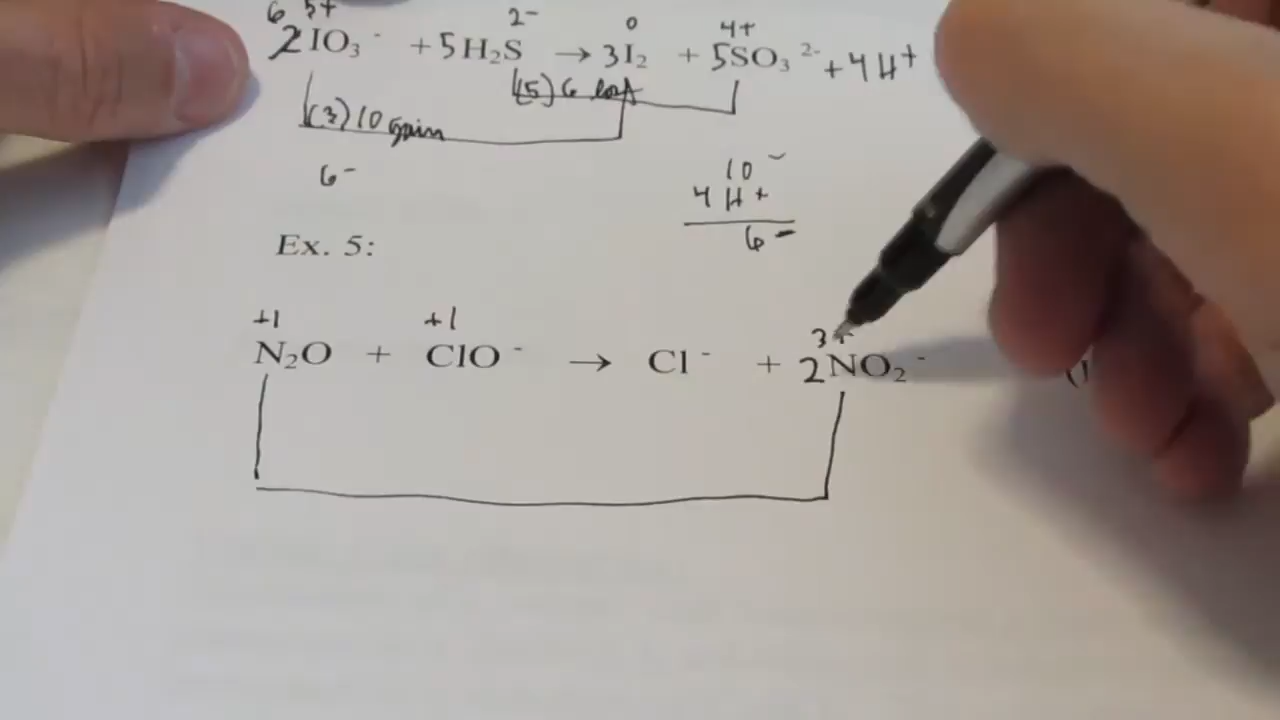 6 5+ 2- 0 4+
2IO₃⁻ + 5H₂S → 3I₂ + 5SO₃²⁻ + 4H⁺
(5) 6 lost
(3) 10 gain
10⁻
6- 4H+
6-
Ex. 5:
+1 +1 3+
N₂O + ClO⁻ → Cl⁻ + 2NO₂⁻